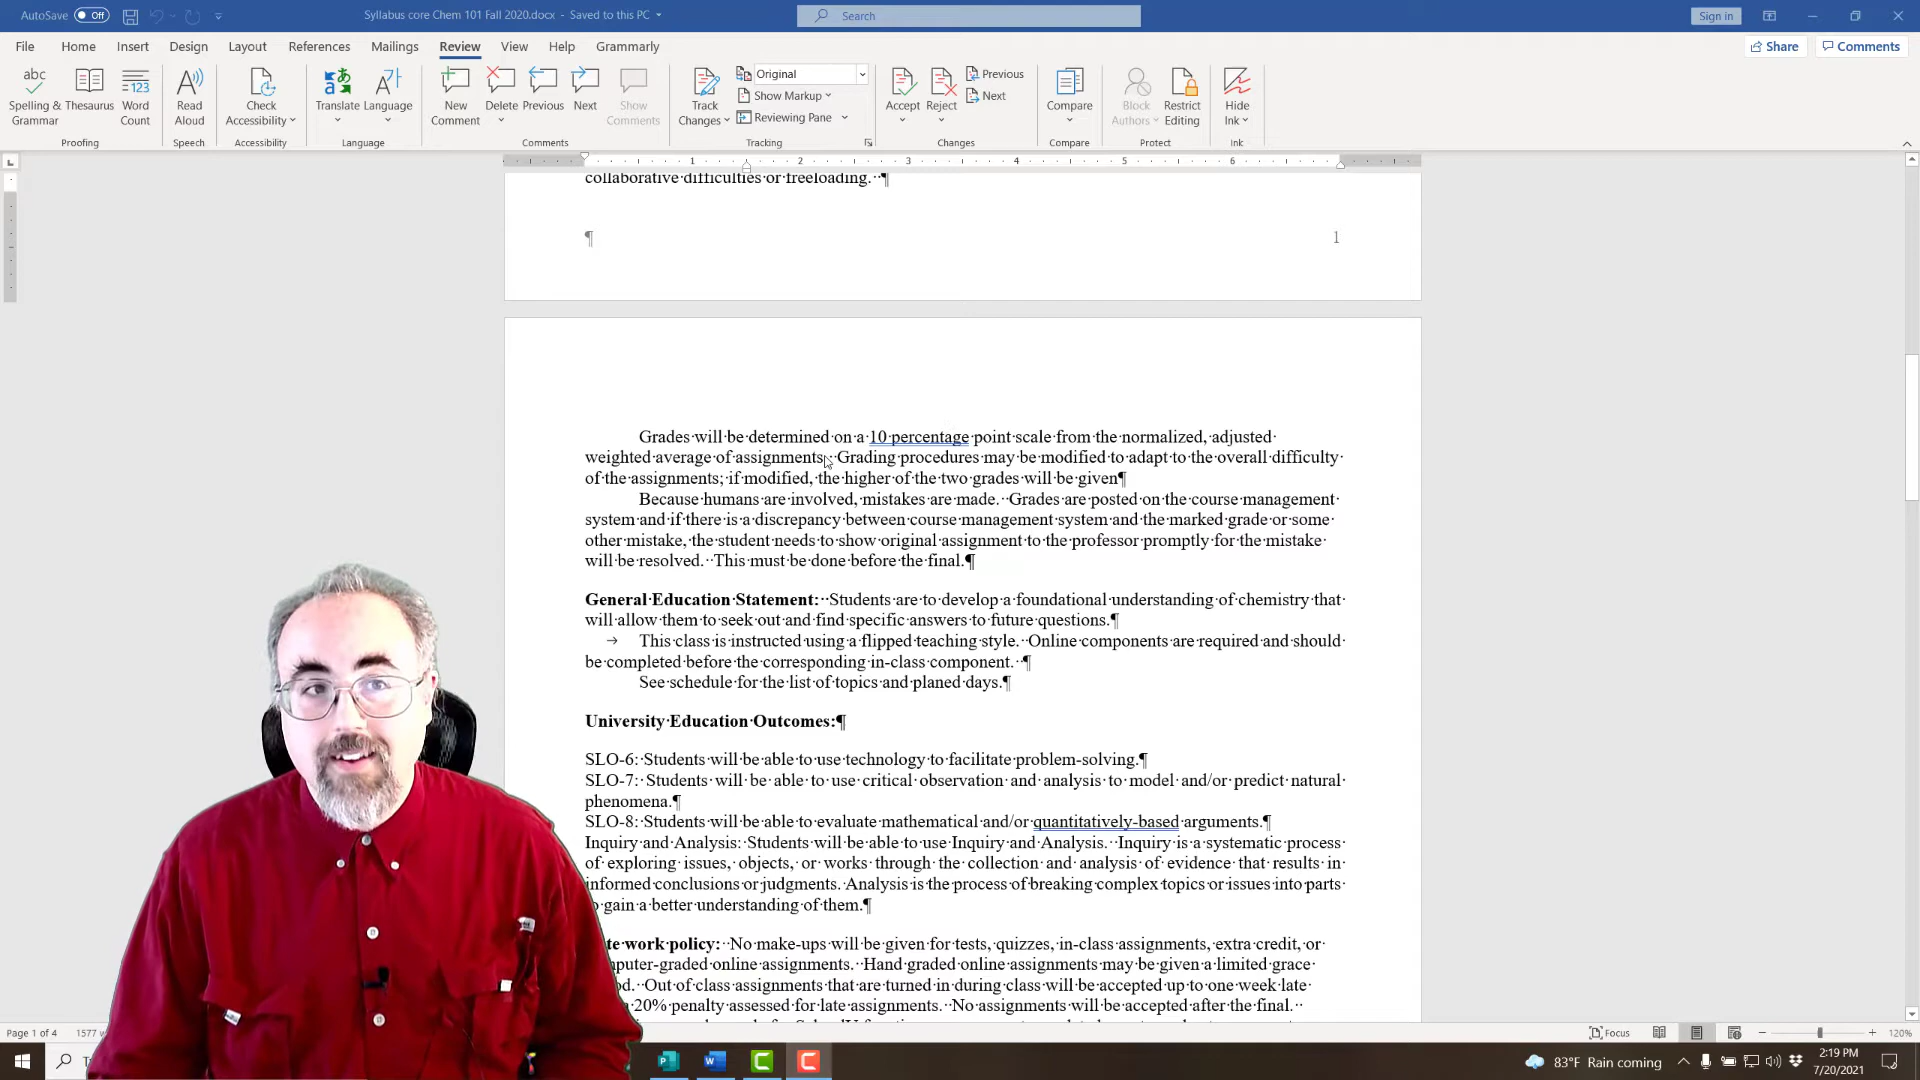 AutoSave Off Syllabus core Chem 101 Fall 2020.docx - Saved to this PC Search Sign in
File Home Insert Design Layout References Mailings Review View Help Grammarly Share Comments
Spelling & Grammar
Thesaurus
Word Count
Read Aloud
Check Accessibility
Translate
Language
New Comment
Delete
Previous
Next
Show Comments
Track Changes
Original
Show Markup
Reviewing Pane
Accept
Reject
Previous
Next
Compare
Block Authors
Restrict Editing
Hide Ink
Proofing Speech Accessibility Language Comments Tracking Changes Compare Protect Ink
1 2 3 4 5 6
collaborative difficulties or freeloading.
1
Grades will be determined on a 10 percentage point scale from the normalized, adjusted
weighted average of assignments. Grading procedures may be modified to adapt to the overall difficulty
of the assignments; if modified, the higher of the two grades will be given
Because humans are involved, mistakes are made. Grades are posted on the course management
system and if there is a discrepancy between course management system and the marked grade or some
other mistake, the student needs to show original assignment to the professor promptly for the mistake
will be resolved. This must be done before the final.
General Education Statement: Students are to develop a foundational understanding of chemistry that
will allow them to seek out and find specific answers to future questions.
This class is instructed using a flipped teaching style. Online components are required and should
be completed before the corresponding in-class component.
See schedule for the list of topics and planed days.
University Education Outcomes:
SLO-6: Students will be able to use technology to facilitate problem-solving.
SLO-7: Students will be able to use critical observation and analysis to model and/or predict natural
phenomena.
SLO-8: Students will be able to evaluate mathematical and/or quantitatively-based arguments.
Inquiry and Analysis: Students will be able to use Inquiry and Analysis. Inquiry is a systematic process
of exploring issues, objects, or works through the collection and analysis of evidence that results in
informed conclusions or judgments. Analysis is the process of breaking complex topics or issues into parts
gain a better understanding of them.
work policy: No make-ups will be given for tests, quizzes, in-class assignments, extra credit, or
-graded online assignments. Hand graded online assignments may be given a limited grace
Out of class assignments that are turned in during class will be accepted up to one week late
20% penalty assessed for late assignments. No assignments will be accepted after the final.
Page 1 of 4 1577 Focus 120%
83°F Rain coming 2:19 PM
7/20/2021